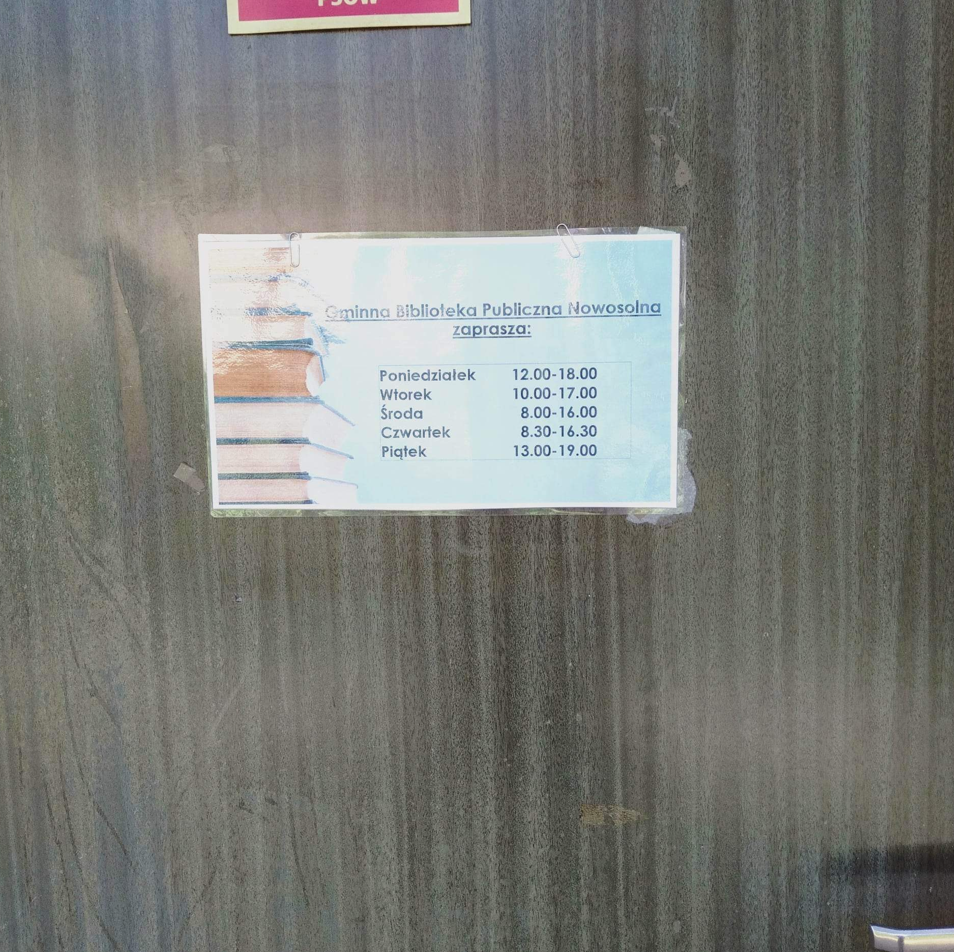 PSÓW
Gminna Biblioteka Publiczna Nowosolna
zaprasza:
Poniedziałek 12.00-18.00
Wtorek 10.00-17.00
Środa 8.00-16.00
Czwartek 8.30-16.30
Piątek 13.00-19.00